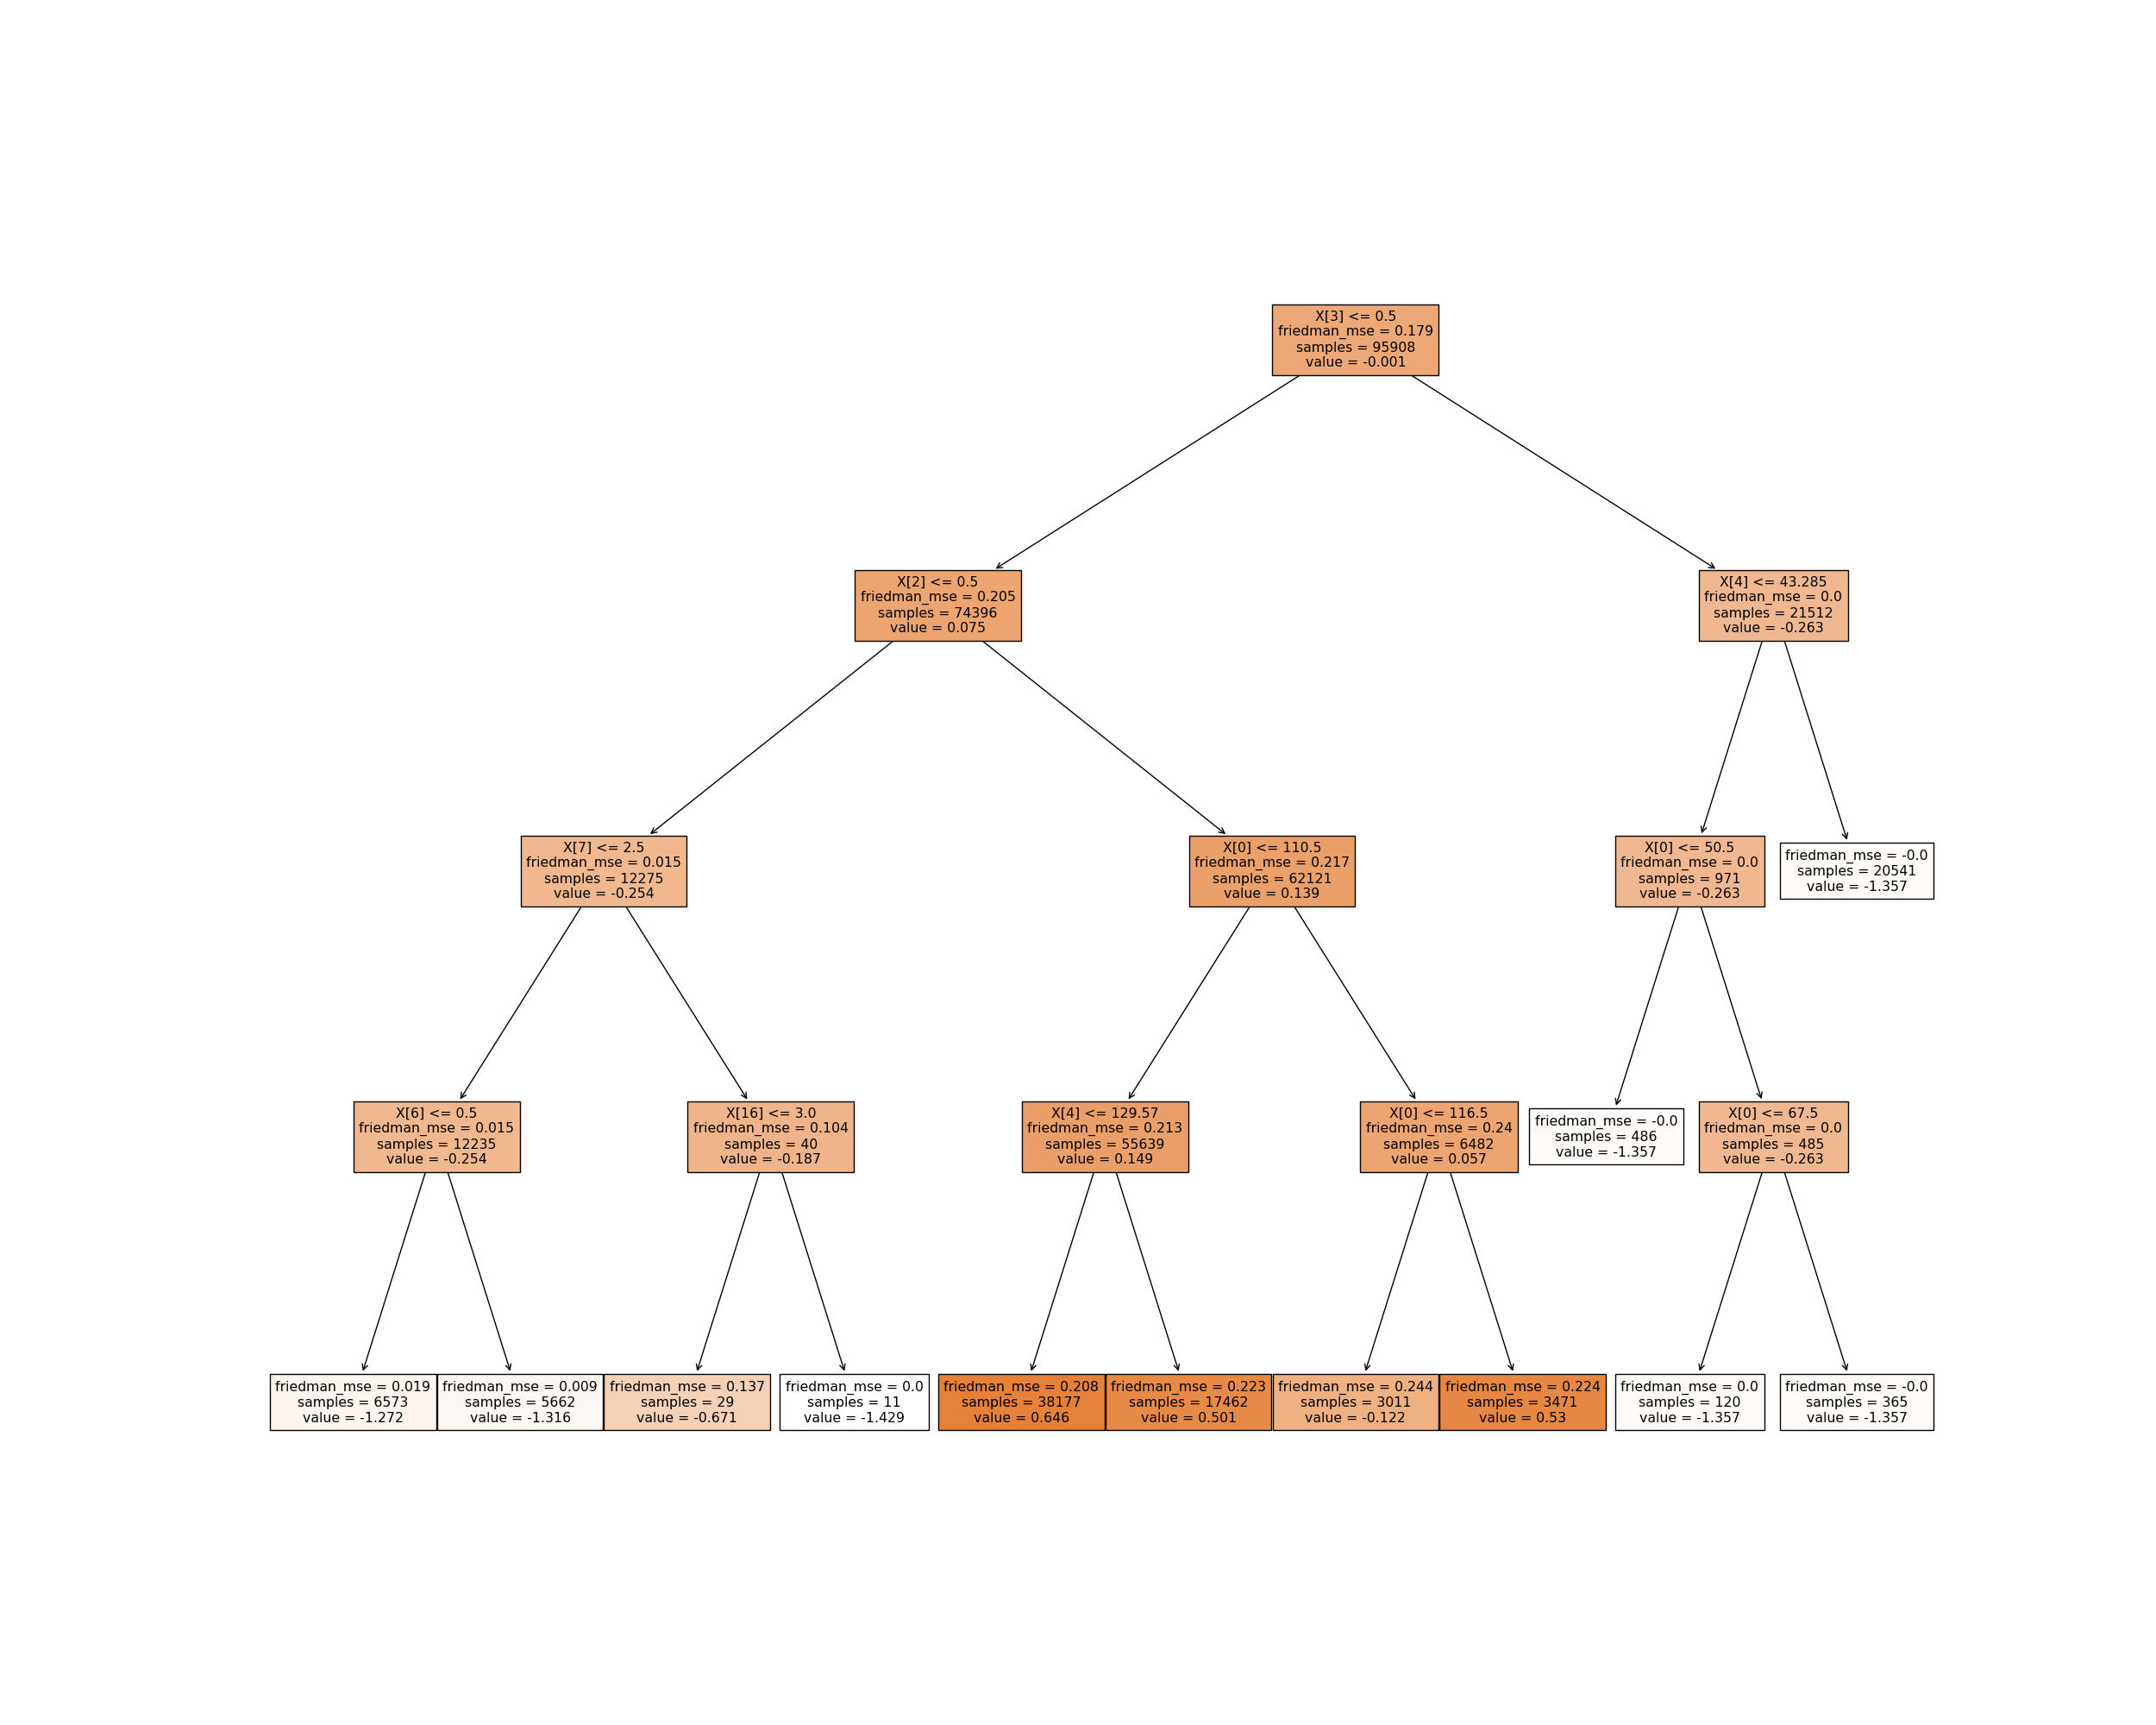 X[3] <= 0.5
friedman_mse = 0.179
samples = 95908
value = -0.001
X[2] <= 0.5
friedman_mse = 0.205
samples = 74396
value = 0.075
X[4] <= 43.285
friedman_mse = 0.0
samples = 21512
value = -0.263
X[7] <= 2.5
friedman_mse = 0.015
samples = 12275
value = -0.254
X[0] <= 110.5
friedman_mse = 0.217
samples = 62121
value = 0.139
X[0] <= 50.5
friedman_mse = 0.0
samples = 971
value = -0.263
friedman_mse = -0.0
samples = 20541
value = -1.357
X[6] <= 0.5
friedman_mse = 0.015
samples = 12235
value = -0.254
X[16] <= 3.0
friedman_mse = 0.104
samples = 40
value = -0.187
X[4] <= 129.57
friedman_mse = 0.213
samples = 55639
value = 0.149
X[0] <= 116.5
friedman_mse = 0.24
samples = 6482
value = 0.057
friedman_mse = -0.0
samples = 486
value = -1.357
X[0] <= 67.5
friedman_mse = 0.0
samples = 485
value = -0.263
friedman_mse = 0.019
samples = 6573
value = -1.272
friedman_mse = 0.009
samples = 5662
value = -1.316
friedman_mse = 0.137
samples = 29
value = -0.671
friedman_mse = 0.0
samples = 11
value = -1.429
friedman_mse = 0.208
samples = 38177
value = 0.646
friedman_mse = 0.223
samples = 17462
value = 0.501
friedman_mse = 0.244
samples = 3011
value = -0.122
friedman_mse = 0.224
samples = 3471
value = 0.53
friedman_mse = 0.0
samples = 120
value = -1.357
friedman_mse = -0.0
samples = 365
value = -1.357